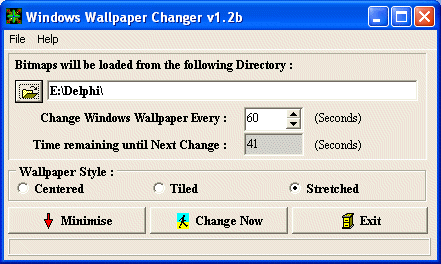 Windows Wallpaper Changer v1.2b
File Help
Bitmaps will be loaded from the following Directory :
E:\Delphi\
Change Windows Wallpaper Every : 60 (Seconds)
Time remaining until Next Change : 41 (Seconds)
Wallpaper Style :
Centered Tiled Stretched
Minimise Change Now Exit